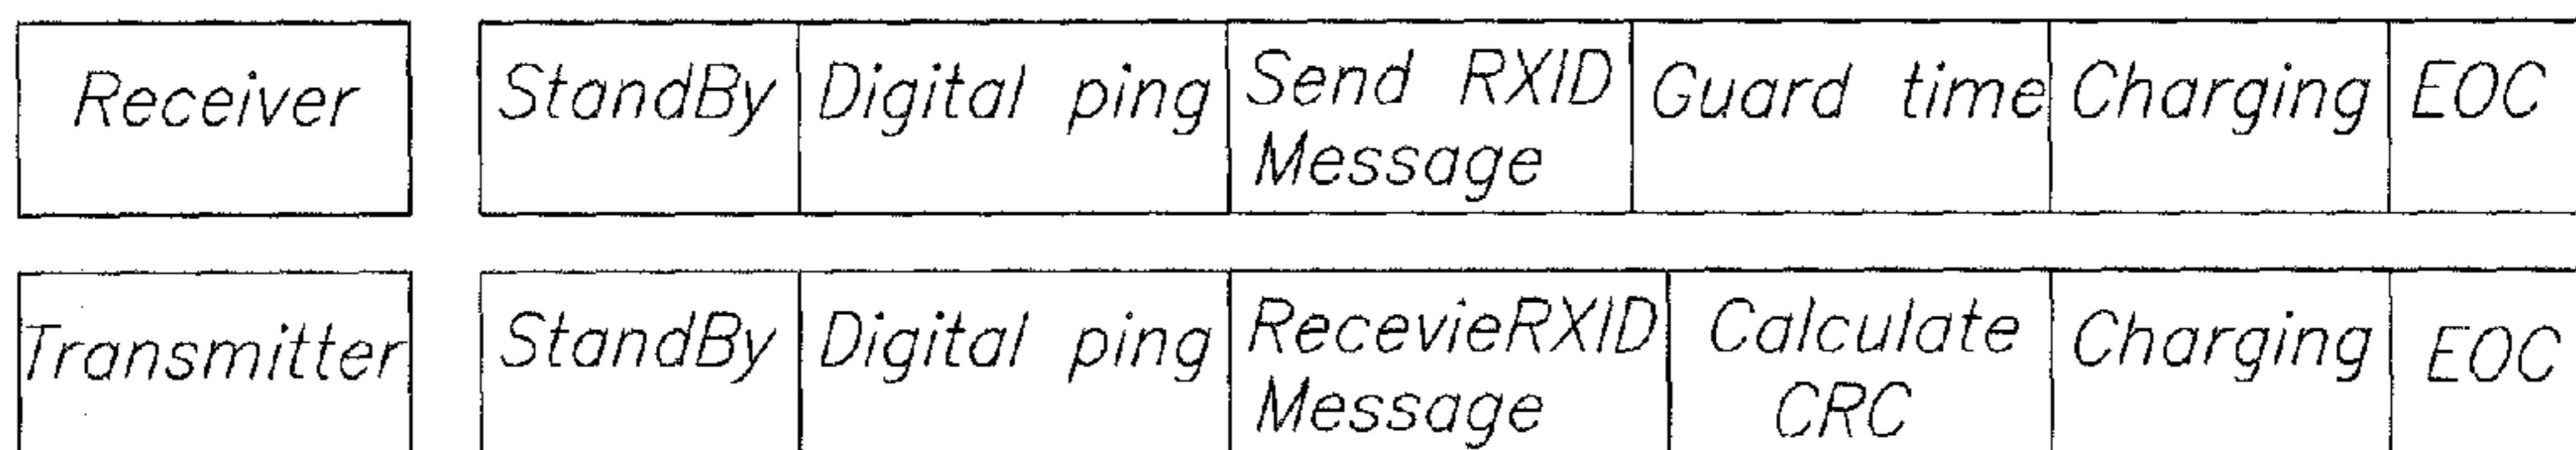 Receiver
StandBy
Digital ping
Send RXID
Message
Guard time
Charging
EOC
Transmitter
StandBy
Digital ping
RecevieRXID
Message
Calculate
CRC
Charging
EOC